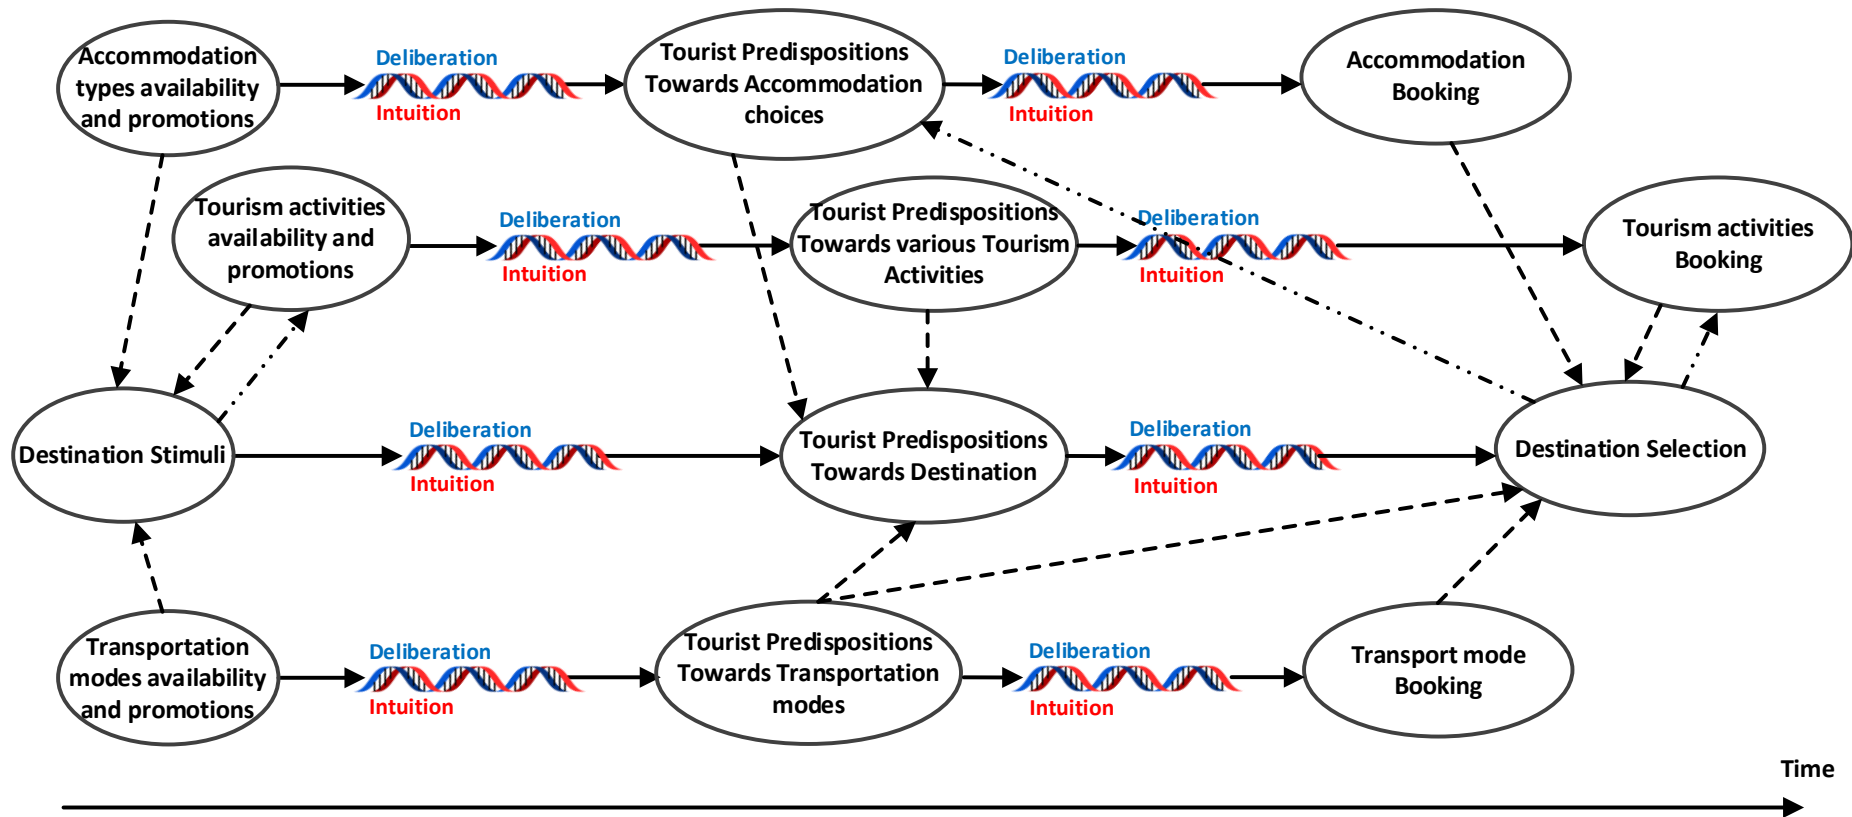 Accommodation
types availability
and promotions
Deliberation
Intuition
Tourist Predispositions
Towards Accommodation
choices
Deliberation
Intuition
Accommodation
Booking
Tourism activities
availability and
promotions
Deliberation
Intuition
Tourist Predispositions
Towards various Tourism
Activities
Deliberation
Intuition
Tourism activities
Booking
Destination Stimuli
Deliberation
Intuition
Tourist Predispositions
Towards Destination
Deliberation
Intuition
Destination Selection
Transportation
modes availability
and promotions
Deliberation
Intuition
Tourist Predispositions
Towards Transportation
modes
Deliberation
Intuition
Transport mode
Booking
Time